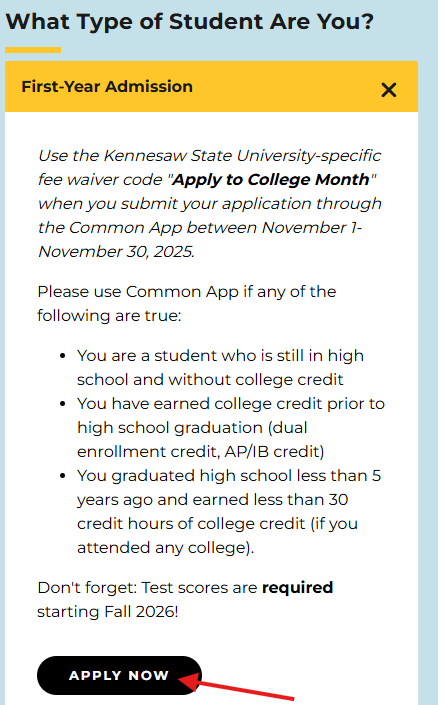 What Type of Student Are You?
First-Year Admission
Use the Kennesaw State University-specific
fee waiver code "Apply to College Month"
when you submit your application through
the Common App between November 1-
November 30, 2025.
Please use Common App if any of the
following are true:
• You are a student who is still in high
school and without college credit
• You have earned college credit prior to
high school graduation (dual
enrollment credit, AP/IB credit)
• You graduated high school less than 5
years ago and earned less than 30
credit hours of college credit (if you
attended any college).
Don't forget: Test scores are required
starting Fall 2026!
APPLY NOW